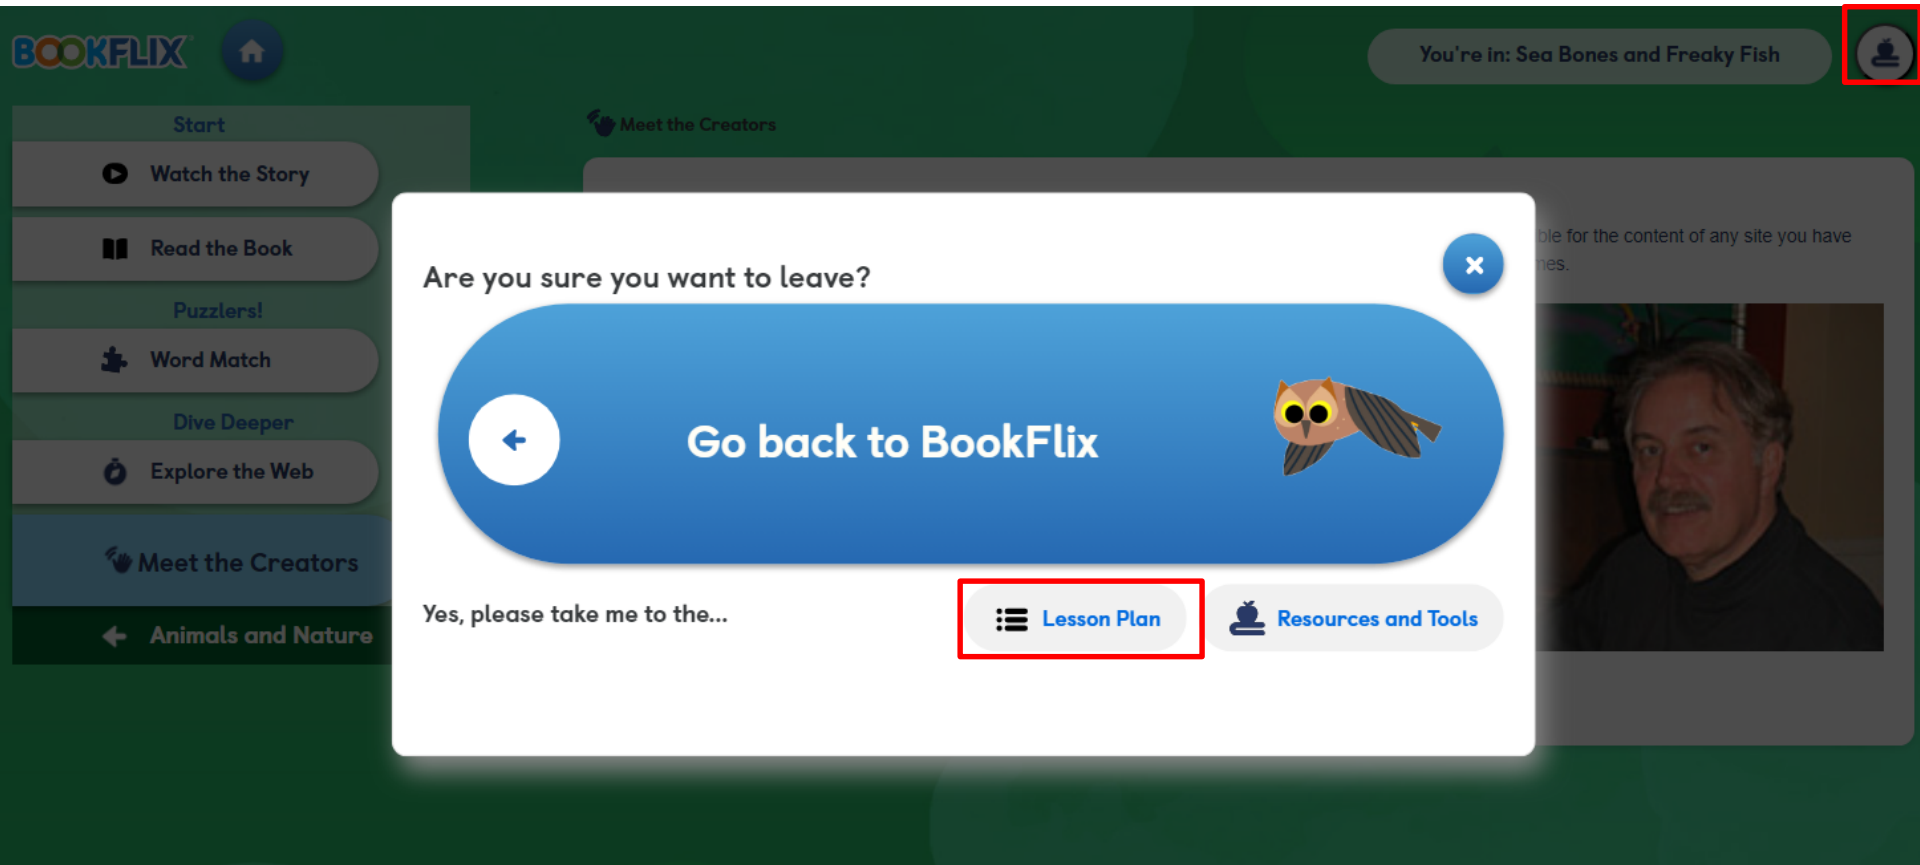 BOOKFLIX
You're in: Sea Bones and Freaky Fish
Start
Watch the Story
Read the Book
Puzzlers!
Word Match
Dive Deeper
Explore the Web
Meet the Creators
Animals and Nature
Meet the Creators
for the content of any site you have
Are you sure you want to leave?
Go back to BookFlix
Yes, please take me to the...
Lesson Plan
Resources and Tools